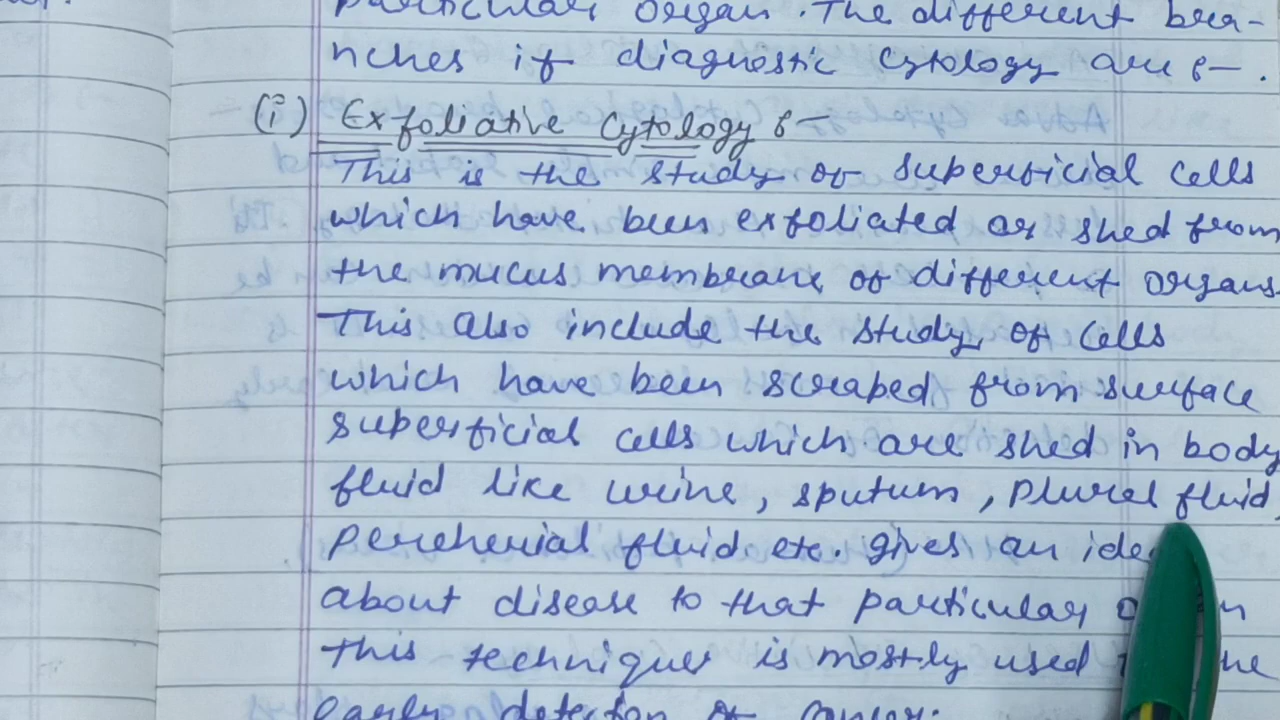 particular organ. The different bra-
nches if diagnostic Cytology are :-.
(i) Exfoliative Cytology :-
This is the study of superficial cells
which have been exfoliated or shed from
the mucus membrane of different organs.
This also include the study of cells
which have been scraped from surface
superficial cells which are shed in body
fluid like urine, sputum, plural fluid,
fluid etc. gives an
about disease to that particular
this technique is mostly used
early of cancer.